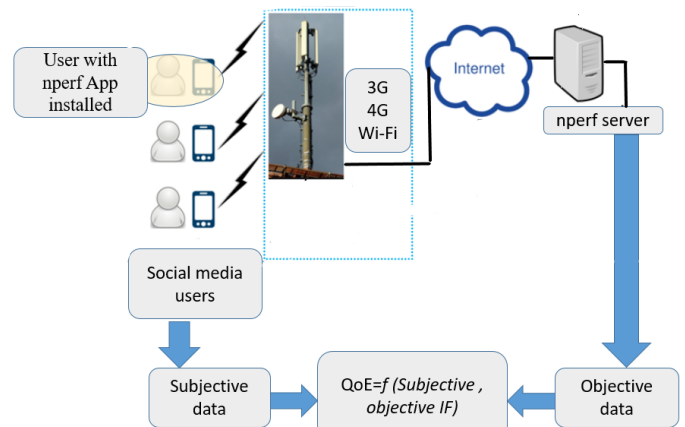 User with
nperf App
installed
3G
4G
Wi-Fi
Internet
nperf server
Social media
users
Subjective
data
QoE=f (Subjective ,
objective IF)
Objective
data